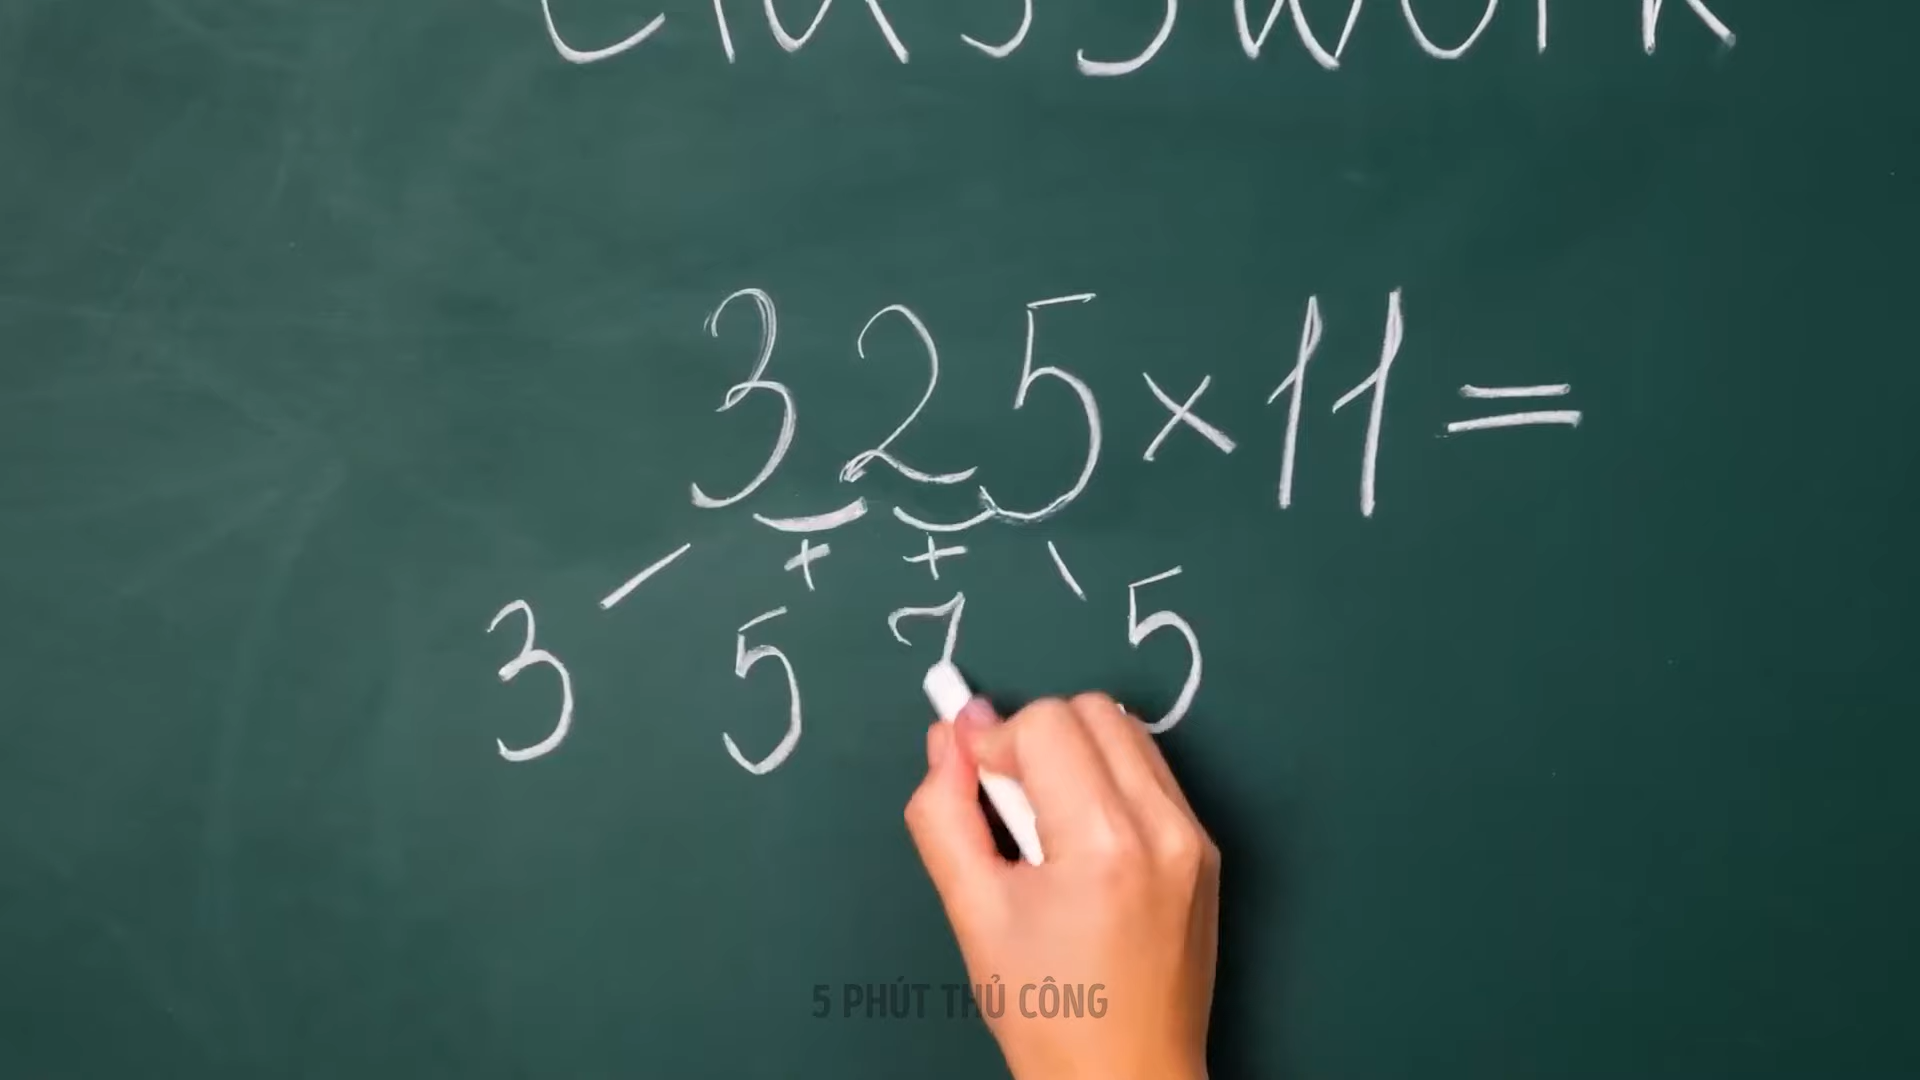 Classwork
325×11=
+ +
3 5 7 5
5 PHÚT THỦ CÔNG